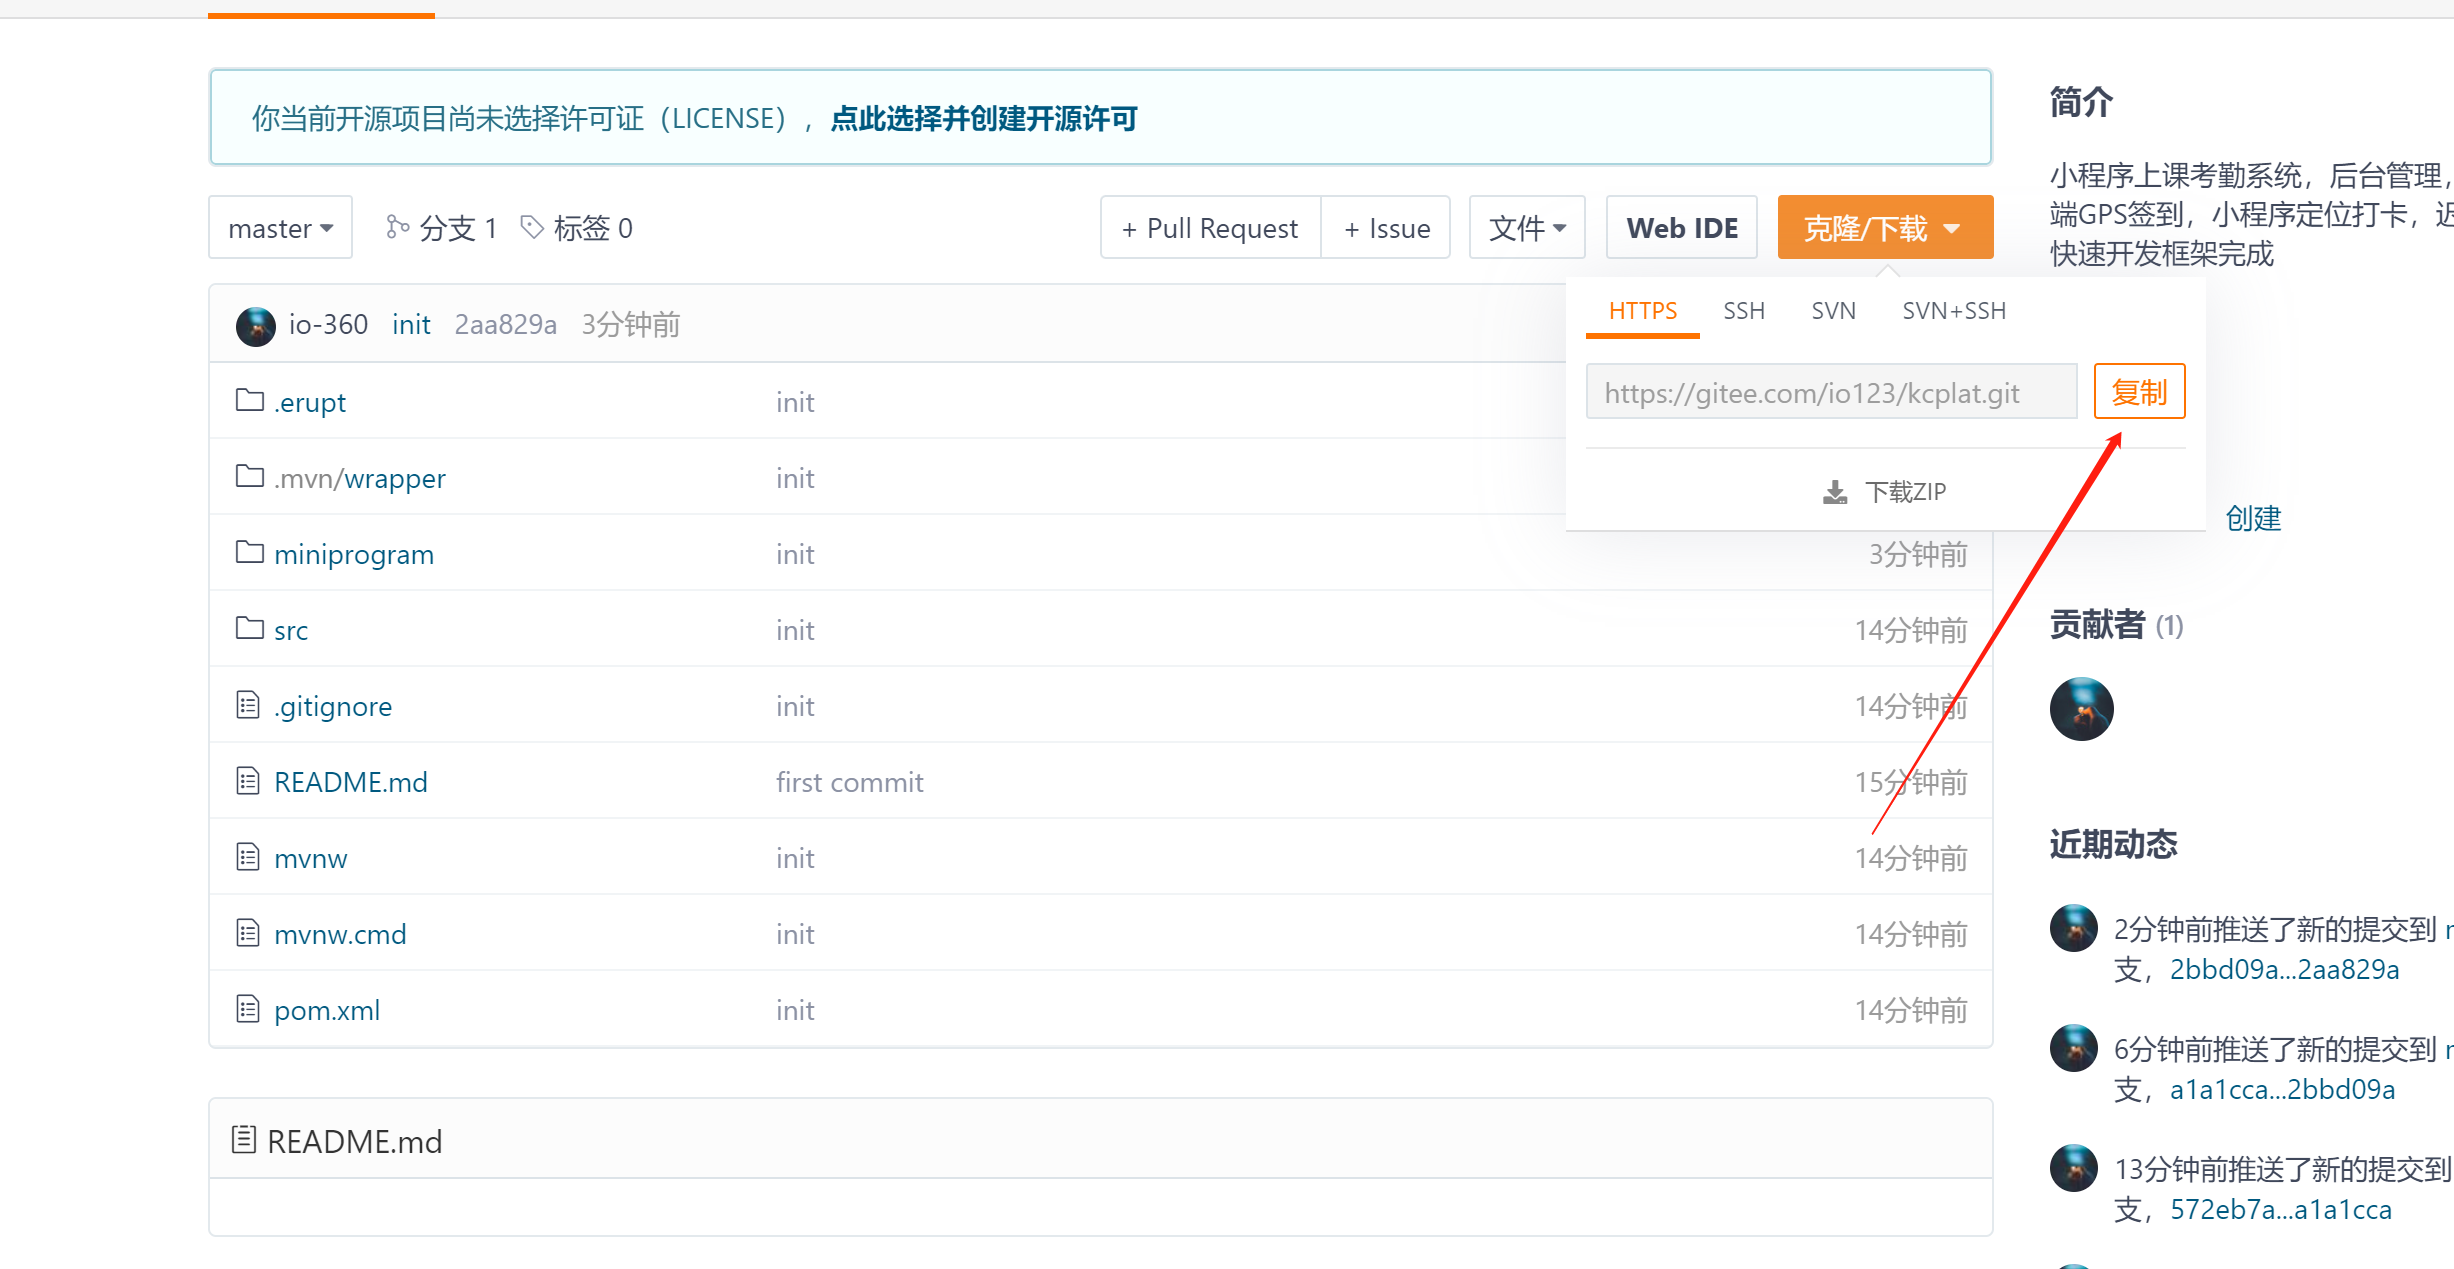 你当前开源项目尚未选择许可证（LICENSE），点此选择并创建开源许可
master 分支 1 标签 0
+ Pull Request + Issue 文件 Web IDE 克隆/下载
HTTPS SSH SVN SVN+SSH
https://gitee.com/io123/kcplat.git 复制
下载ZIP
io-360 init 2aa829a 3分钟前
.erupt init
.mvn/wrapper init
miniprogram init 3分钟前
src init 14分钟前
.gitignore init 14分钟前
README.md first commit 15分钟前
mvnw init 14分钟前
mvnw.cmd init 14分钟前
pom.xml init 14分钟前
README.md
简介
小程序上课考勤系统，后台管理，
端GPS签到，小程序定位打卡，
快速开发框架完成
创建
贡献者 (1)
近期动态
2分钟前推送了新的提交到
支，2bbd09a...2aa829a
6分钟前推送了新的提交到
支，a1a1cca...2bbd09a
13分钟前推送了新的提交到
支，572eb7a...a1a1cca